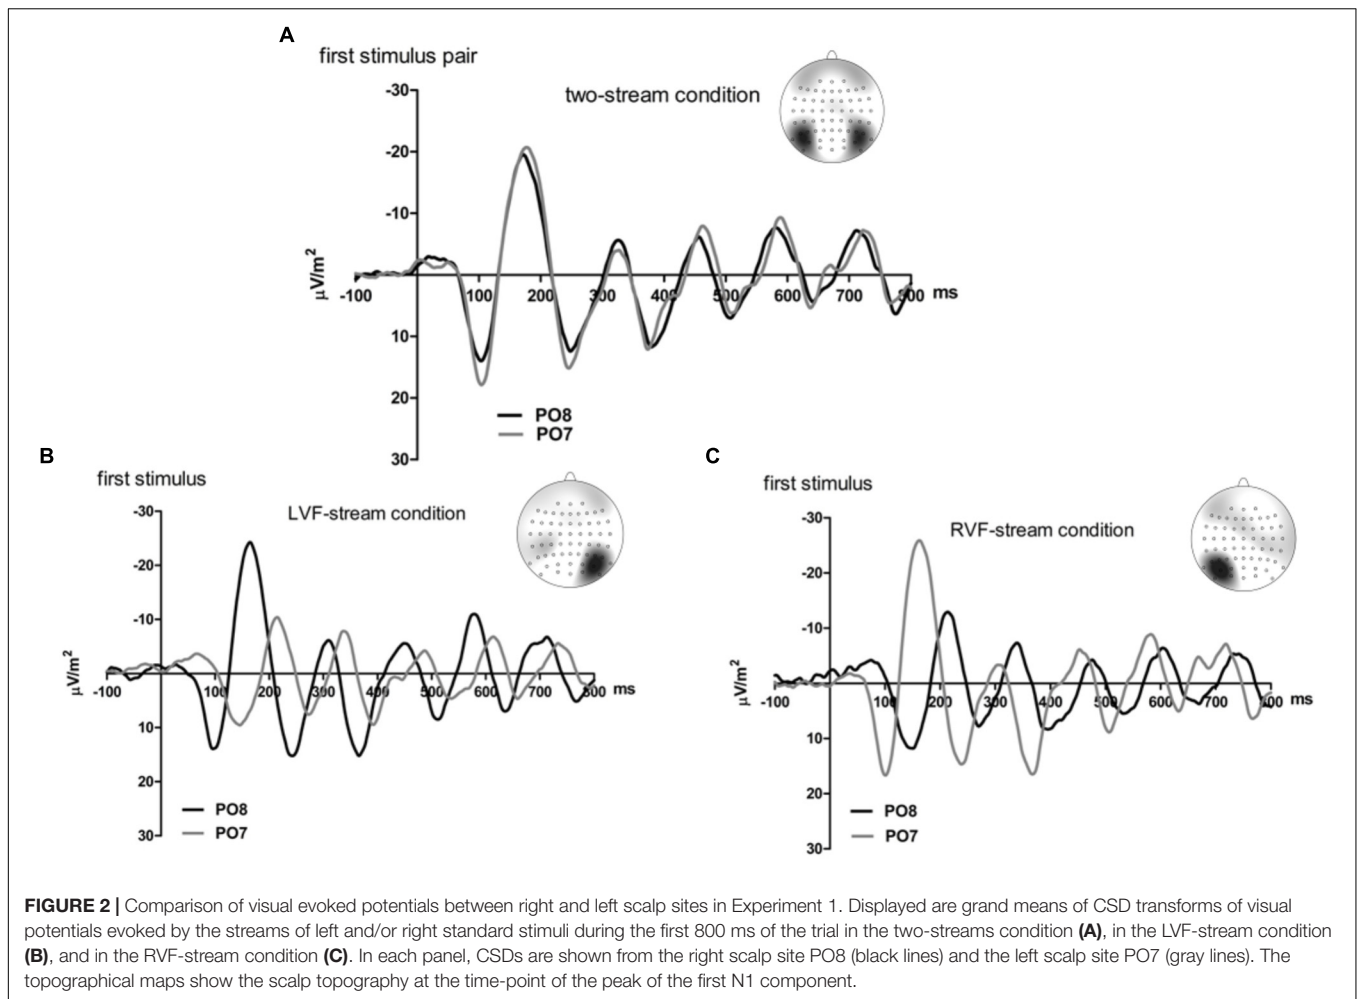 A
first stimulus pair
two-stream condition
-30
-20
-10
µV/m²
-100 100 200 300 400 500 600 700 800 ms
10
20
30
PO8
PO7
B
first stimulus
LVF-stream condition
-30
-20
-10
µV/m²
-100 100 200 300 400 500 600 700 800 ms
10
20
30
PO8
PO7
C
first stimulus
RVF-stream condition
-30
-20
-10
µV/m²
-100 100 200 300 400 500 600 700 800 ms
10
20
30
PO8
PO7
FIGURE 2 | Comparison of visual evoked potentials between right and left scalp sites in Experiment 1. Displayed are grand means of CSD transforms of visual
potentials evoked by the streams of left and/or right standard stimuli during the first 800 ms of the trial in the two-streams condition (A), in the LVF-stream condition
(B), and in the RVF-stream condition (C). In each panel, CSDs are shown from the right scalp site PO8 (black lines) and the left scalp site PO7 (gray lines). The
topographical maps show the scalp topography at the time-point of the peak of the first N1 component.